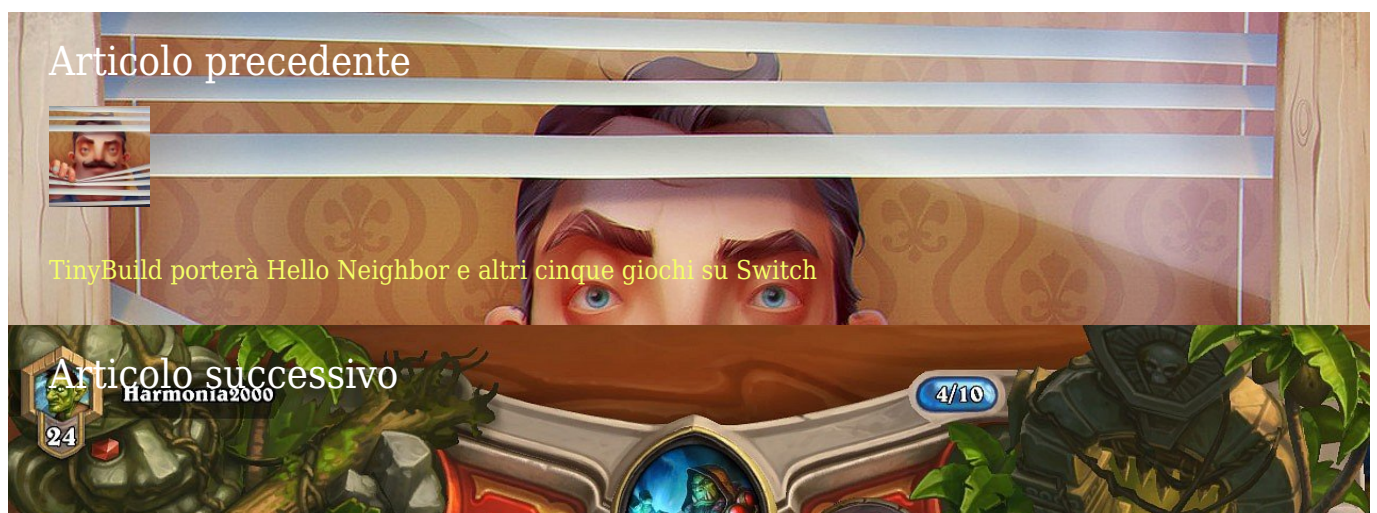 Articolo precedente
TinyBuild porterà Hello Neighbor e altri cinque giochi su Switch
Articolo successivo
Harmonia2000
4/10
24